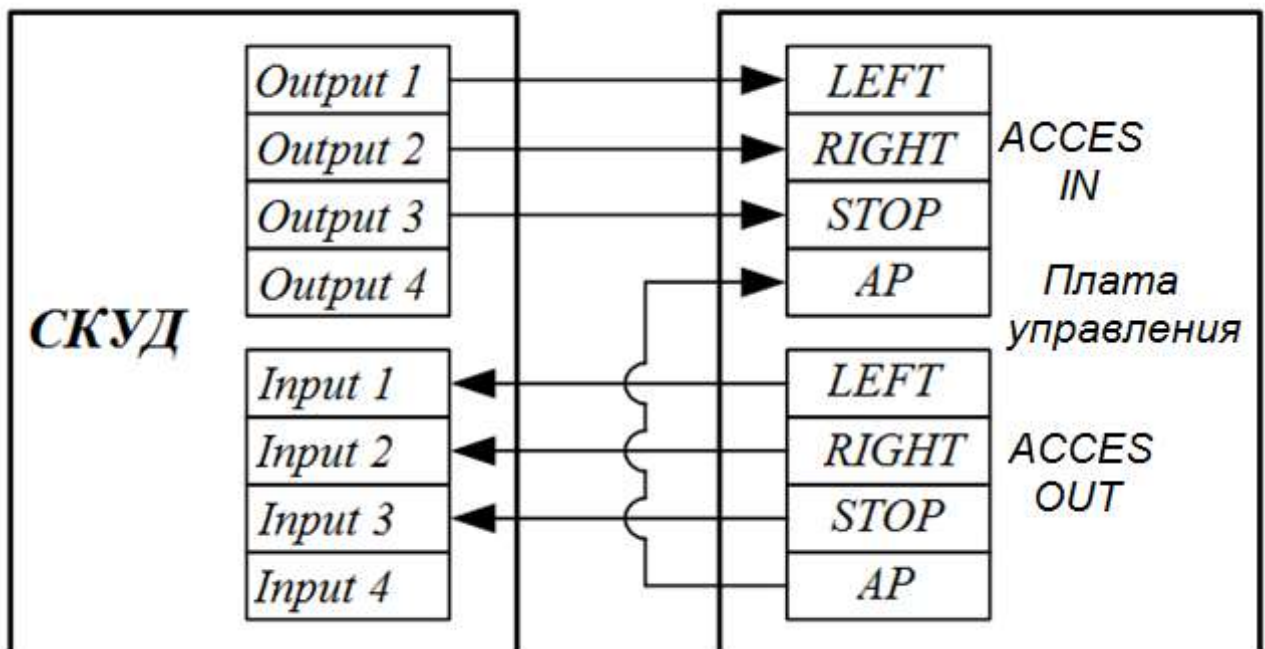 СКУД
Output 1
Output 2
Output 3
Output 4
Input 1
Input 2
Input 3
Input 4
LEFT
RIGHT
STOP
AP
ACCES
IN
Плата
управления
LEFT
RIGHT
STOP
AP
ACCES
OUT